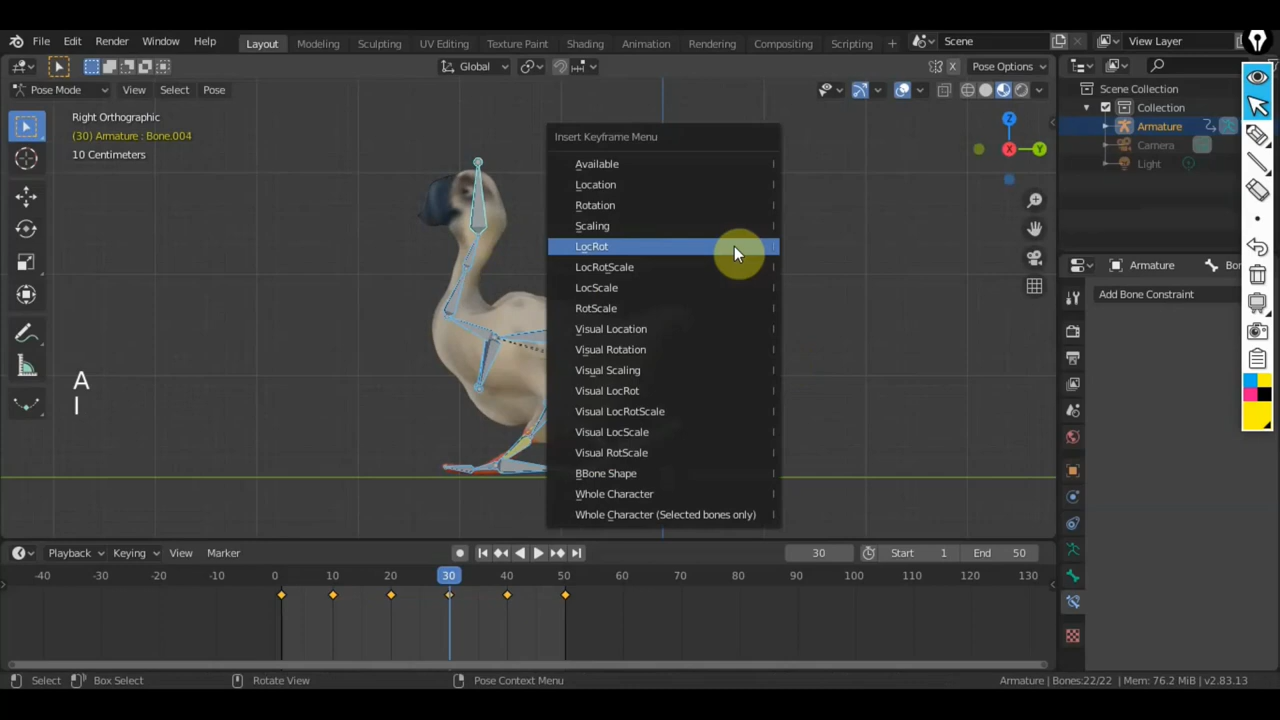 File Edit Render Window Help Layout Modeling Sculpting UV Editing Texture Paint Shading Animation Rendering Compositing Scripting + Scene View Layer
Global Pose Options
Pose Mode View Select Pose
Right Orthographic
(30) Armature : Bone.004
10 Centimeters
A
I
Insert Keyframe Menu
Available I
Location I
Rotation I
Scaling I
LocRot I
LocRotScale I
LocScale I
RotScale I
Visual Location I
Visual Rotation I
Visual Scaling I
Visual LocRot I
Visual LocRotScale I
Visual LocScale I
Visual RotScale I
BBone Shape I
Whole Character I
Whole Character (Selected bones only) I
Z
X
Y
X
Scene Collection
Collection
Armature
Camera
Light
Armature Bon
Add Bone Constraint
Playback Keying View Marker 30 Start 1 End 50
-40 -30 -20 -10 0 10 20 30 40 50 60 70 80 90 100 110 120 130
Select Box Select Rotate View Pose Context Menu Armature | Bones:22/22 | Mem: 76.2 MiB | v2.83.13